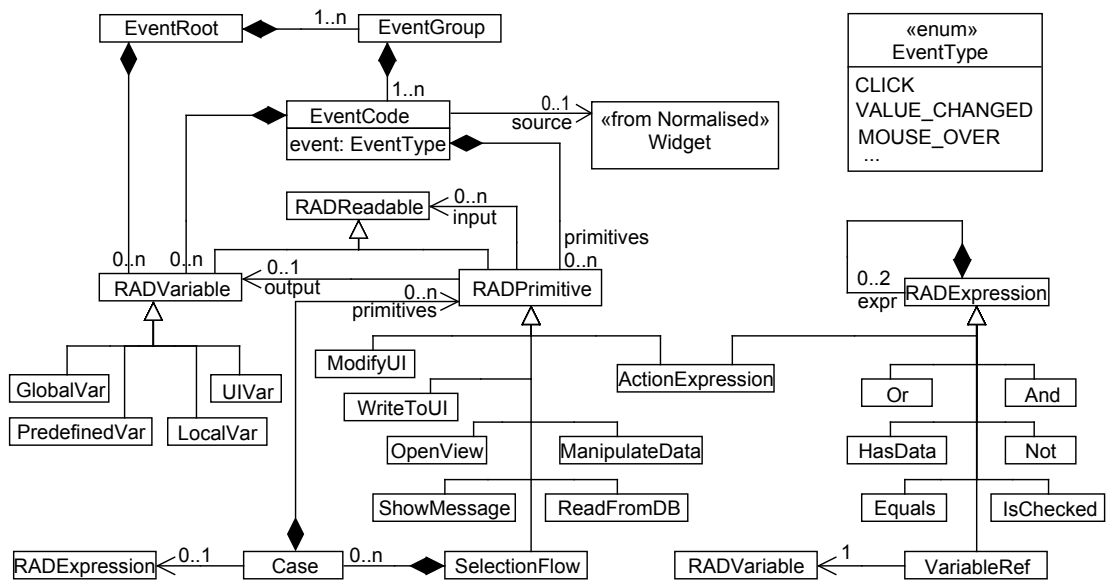 EventRoot
1..n
EventGroup
«enum»
EventType
CLICK
VALUE_CHANGED
MOUSE_OVER
...
1..n
EventCode
event: EventType
0..1
source
«from Normalised»
Widget
RADReadable
0..n
input
primitives
0..n
0..n
0..n
RADVariable
0..1
output
0..n
primitives
RADPrimitive
0..2
expr
RADExpression
GlobalVar
UIVar
PredefinedVar
LocalVar
ModifyUI
ActionExpression
WriteToUI
OpenView
ManipulateData
ShowMessage
ReadFromDB
Or
And
HasData
Not
Equals
IsChecked
RADExpression
0..1
Case
0..n
SelectionFlow
RADVariable
1
VariableRef